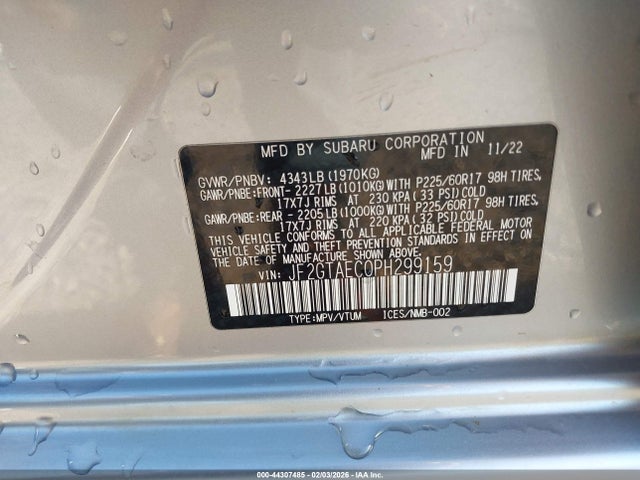 MFD BY SUBARU CORPORATION
MFD IN 11/22
GVWR/PNBV: 4343LB(1970KG)
GAWR/PNBE:FRONT-2227LB(1010KG)WITH P225/60R17 98H TIRES,
17X7J RIMS AT 230 KPA(33 PSI)COLD
GAWR/PNBE:REAR -2205LB(1000KG)WITH P225/60R17 98H TIRES,
17X7J RIMS AT 220 KPA(32 PSI)COLD
THIS VEHICLE CONFORMS TO ALL APPLICABLE FEDERAL MOTOR
VEHICLE SAFETY AND THEFT PREVENTION STANDARDS IN EFFECT
ON THE DATE OF MANUFACTURE SHOWN ABOVE.
VIN: JF2GTAEC0PH299159
TYPE:MPV/VTUM ICES/NMB-002
000-44307485 - 02/03/2026 - IAA Inc.